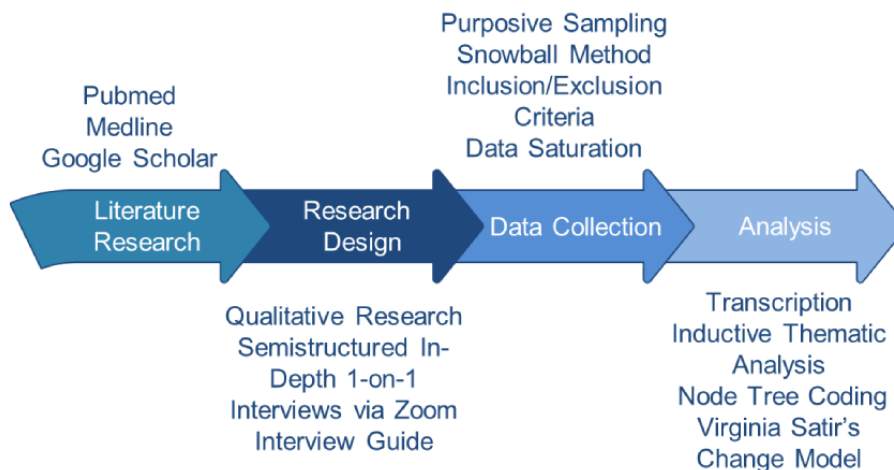 Pubmed
Medline
Google Scholar
Literature
Research
Research
Design
Qualitative Research
Semistructured In-
Depth 1-on-1
Interviews via Zoom
Interview Guide
Purposive Sampling
Snowball Method
Inclusion/Exclusion
Criteria
Data Saturation
Data Collection
Analysis
Transcription
Inductive Thematic
Analysis
Node Tree Coding
Virginia Satir's
Change Model